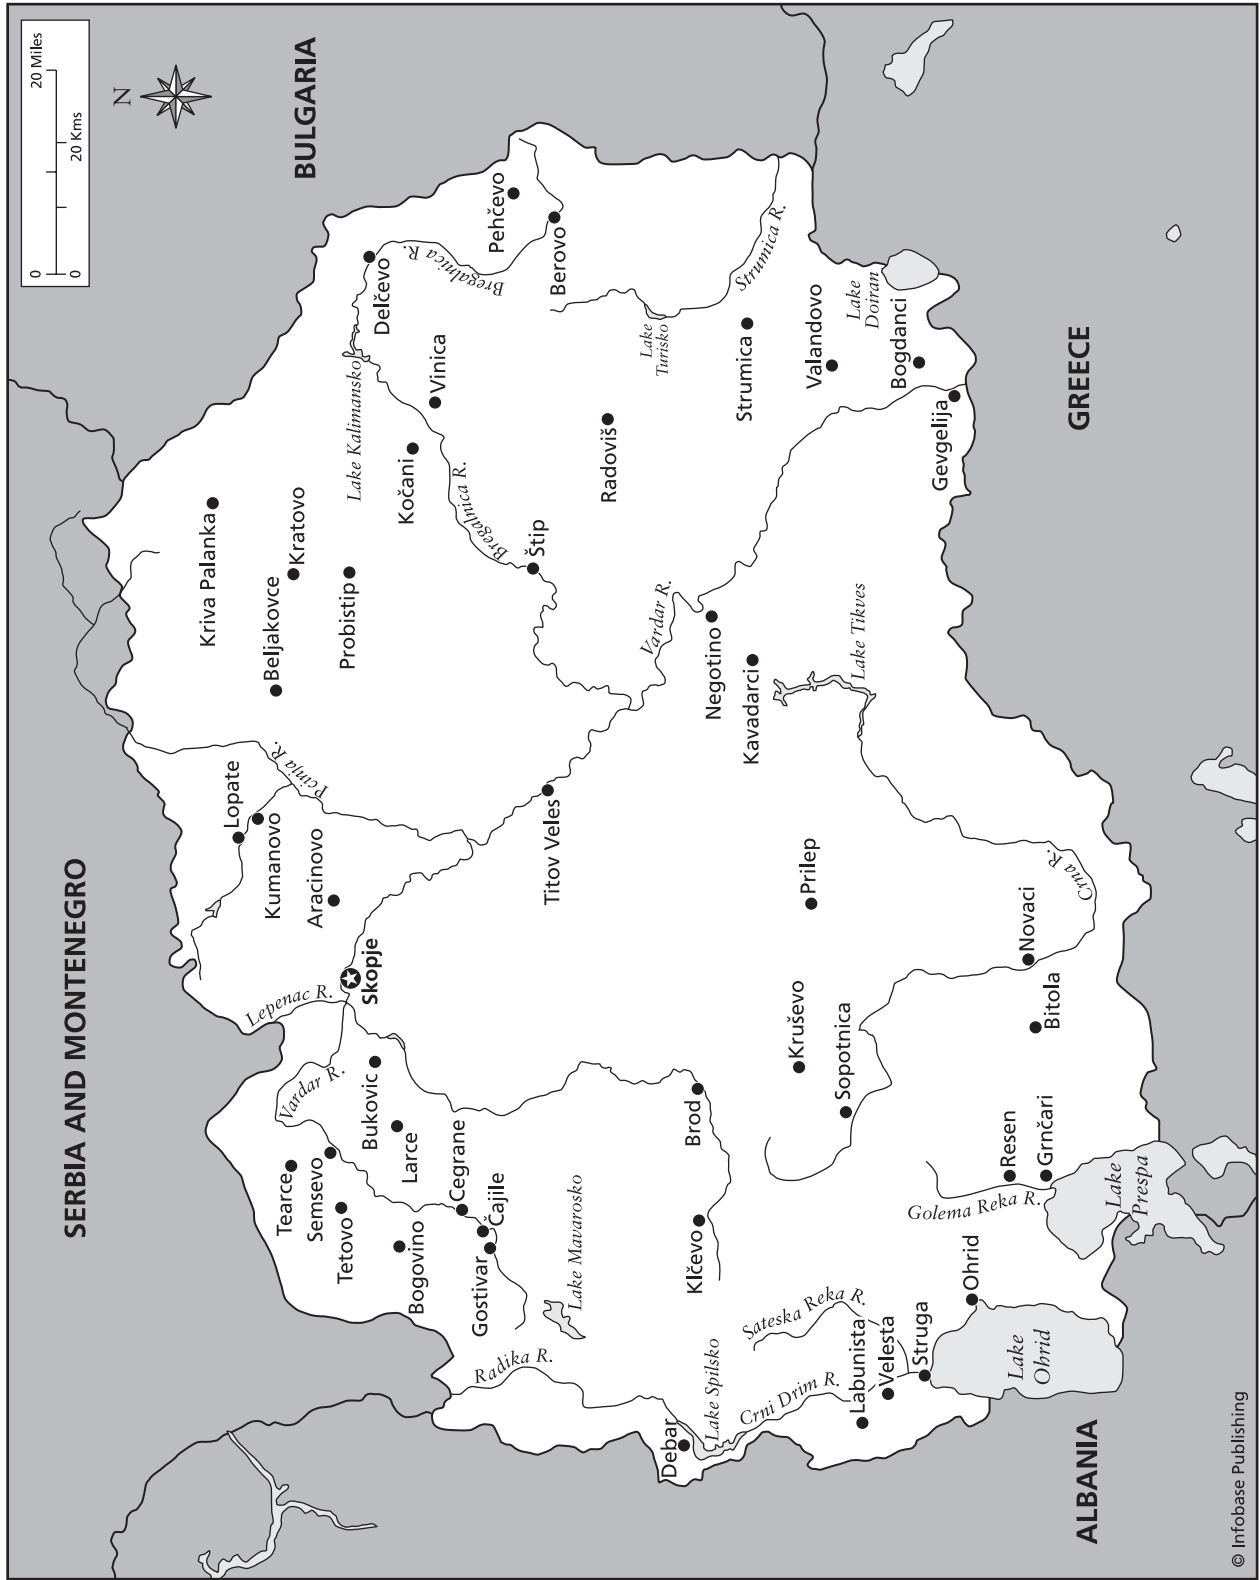 0
20 Miles
0
20 Kms
N
SERBIA AND MONTENEGRO
BULGARIA
GREECE
ALBANIA
Kriva Palanka
Kratovo
Beljakovce
Probistip
Lopate
Kumanovo
Aracinovo
Pcinja R.
Lepenac R.
Skopje
Vardar R.
Tearce
Semsevo
Tetovo
Bukovic
Larce
Bogovino
Cegrane
Čajile
Gostivar
Lake Mavarosko
Radika R.
Delčevo
Lake Kalimansko
Bregalnica R.
Pehčevo
Berovo
Vinica
Kočani
Bregalnica R.
Štip
Radoviš
Lake
Turisko
Strumica R.
Strumica
Valandovo
Lake
Doiran
Bogdanci
Gevgelija
Vardar R.
Negotino
Kavadarci
Lake Tikves
Titov Veles
Prilep
Crna R.
Novaci
Bitola
Kruševo
Sopotnica
Brod
Klčevo
Resen
Grnčari
Golema Reka R.
Lake
Prespa
Ohrid
Sateska Reka R.
Struga
Velesta
Labunista
Crni Drim R.
Lake Spilsko
Debar
Lake
Ohrid
© Infobase Publishing